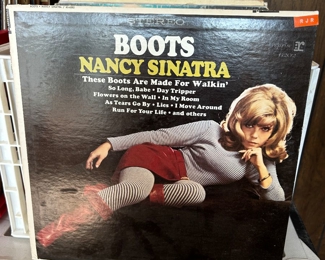 STEREO
R J B
BOOTS
NANCY SINATRA
These Boots Are Made For Walkin'
So Long, Babe • Day Tripper
Flowers on the Wall • In My Room
As Tears Go By • Lies • I Move Around
Run For Your Life • and others